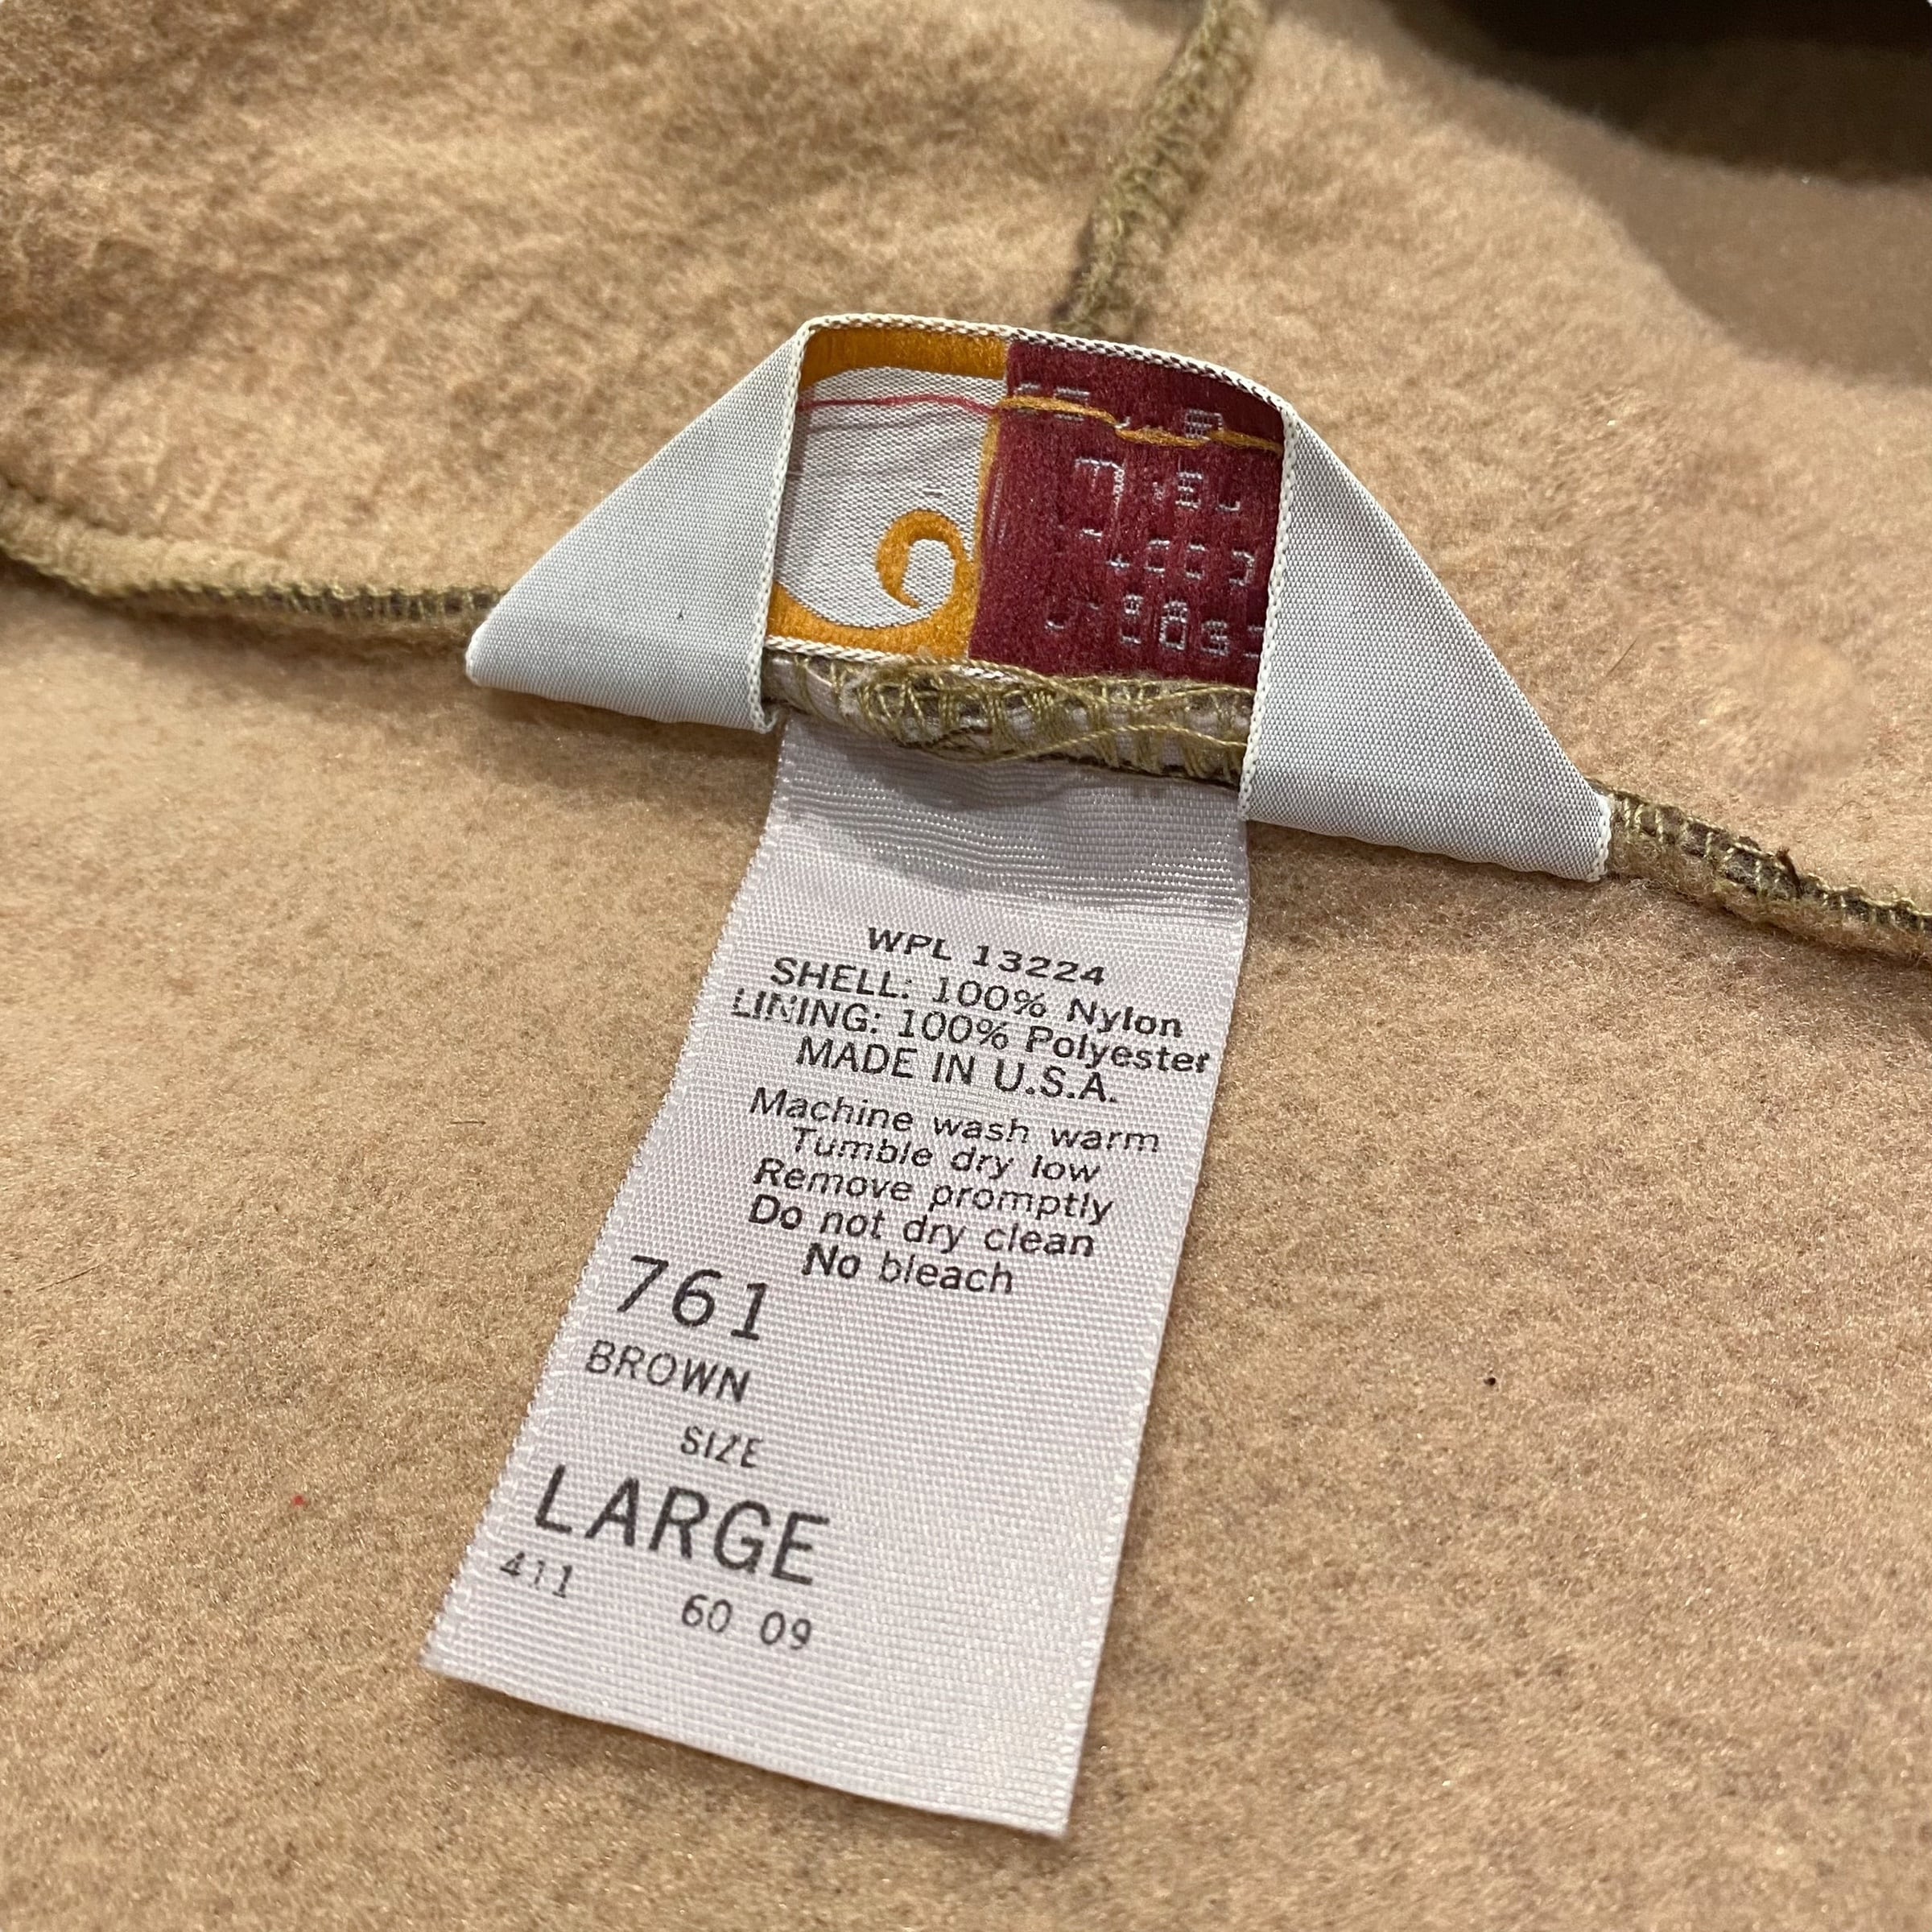 WPL 13224
SHELL: 100% Nylon
LINING: 100% Polyester
MADE IN U.S.A.
Machine wash warm
Tumble dry low
Remove promptly
Do not dry clean
No bleach
761
BROWN
SIZE
LARGE
411 60 09